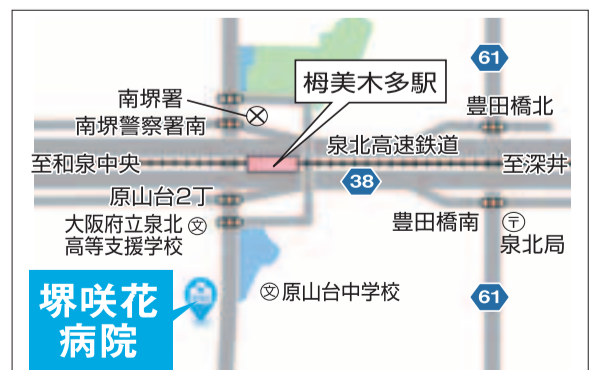 61
栂美木多駅
南堺署
豊田橋北
南堺警察署南
泉北高速鉄道
至和泉中央
至深井
38
原山台2丁
大阪府立泉北
高等支援学校
文
豊田橋南
〒
泉北局
文
原山台中学校
堺咲花
病院
61